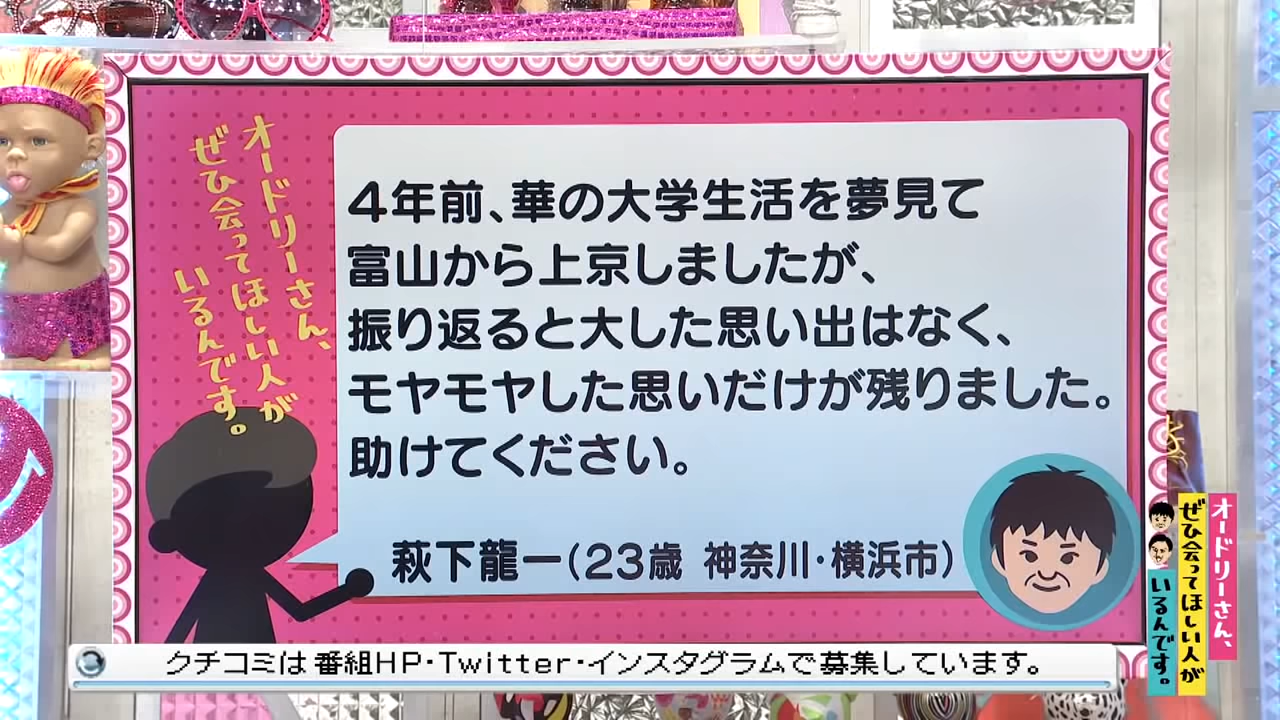 オードリーさん、
ぜひ会ってほしい人が
いるんです。
4年前、華の大学生活を夢見て
富山から上京しましたが、
振り返ると大した思い出はなく、
モヤモヤした思いだけが残りました。
助けてください。
萩下龍一(23歳 神奈川・横浜市)
オードリーさん、
ぜひ会ってほしい人が
いるんです。
クチコミは番組HP・Twitter・インスタグラムで募集しています。